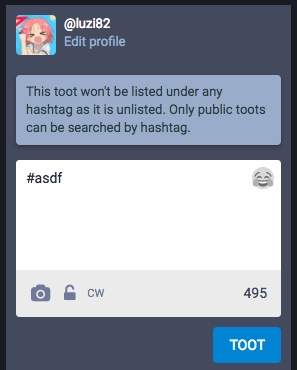 @luzi82
Edit profile
This toot won't be listed under any
hashtag as it is unlisted. Only public toots
can be searched by hashtag.
#asdf
CW
495
TOOT